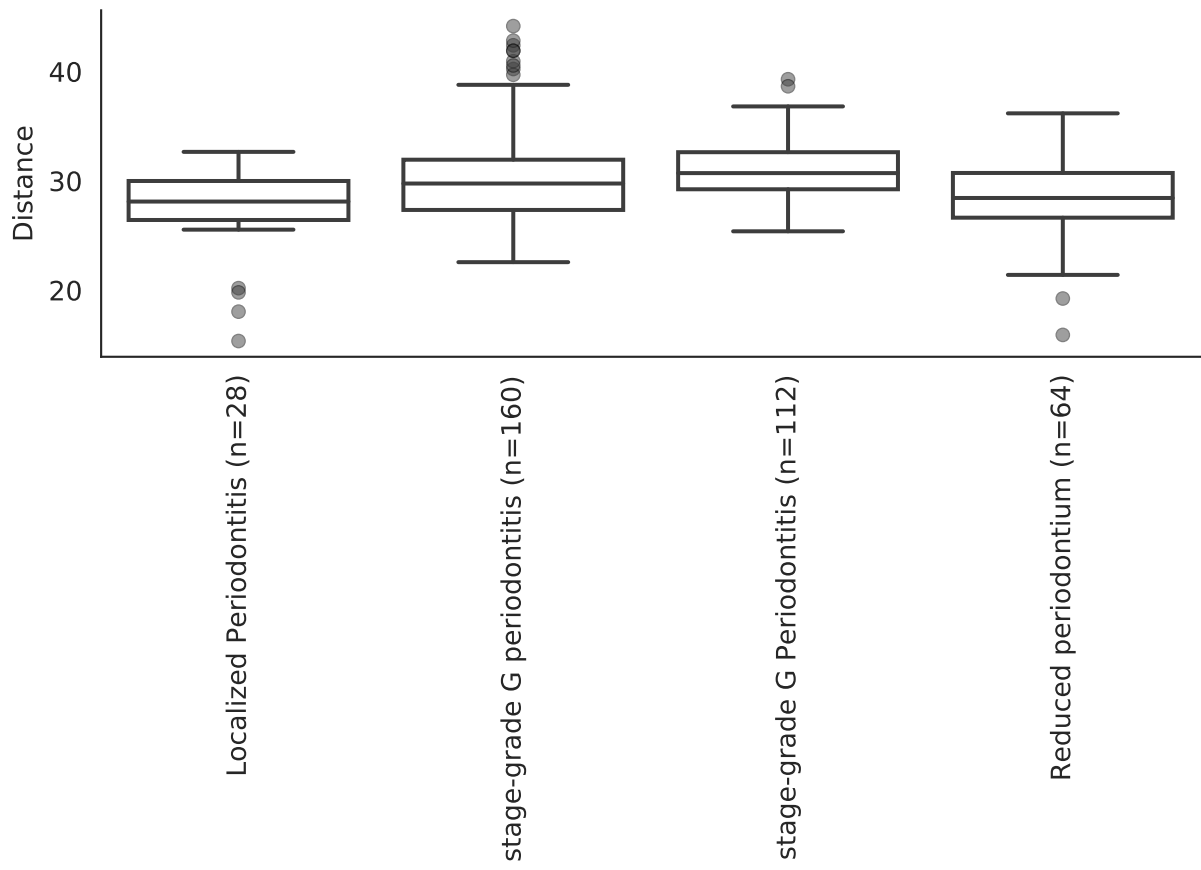 Distance
40
30
20
Localized Periodontitis (n=28)
stage-grade G periodontitis (n=160)
stage-grade G Periodontitis (n=112)
Reduced periodontium (n=64)